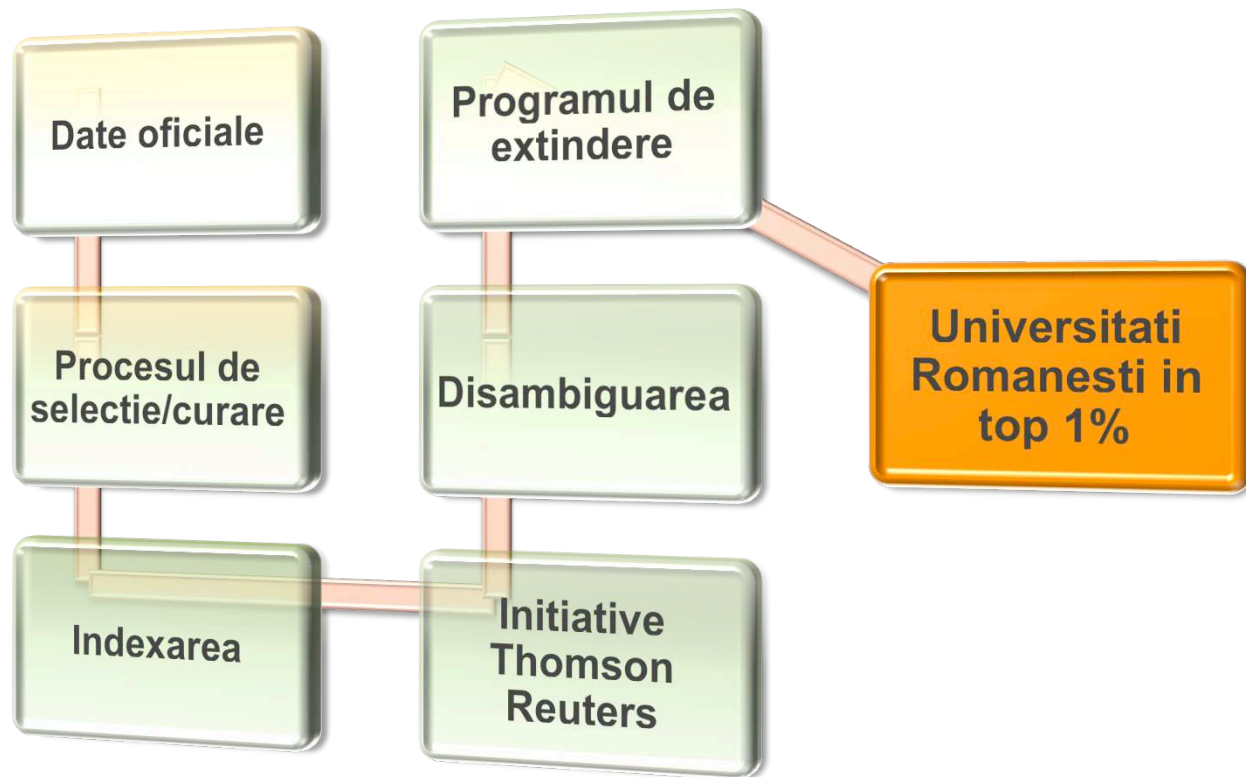 Date oficiale
Procesul de
selectie/curare
Indexarea
Initiative
Thomson
Reuters
Disambiguarea
Programul de
extindere
Universitati
Romanesti in
top 1%